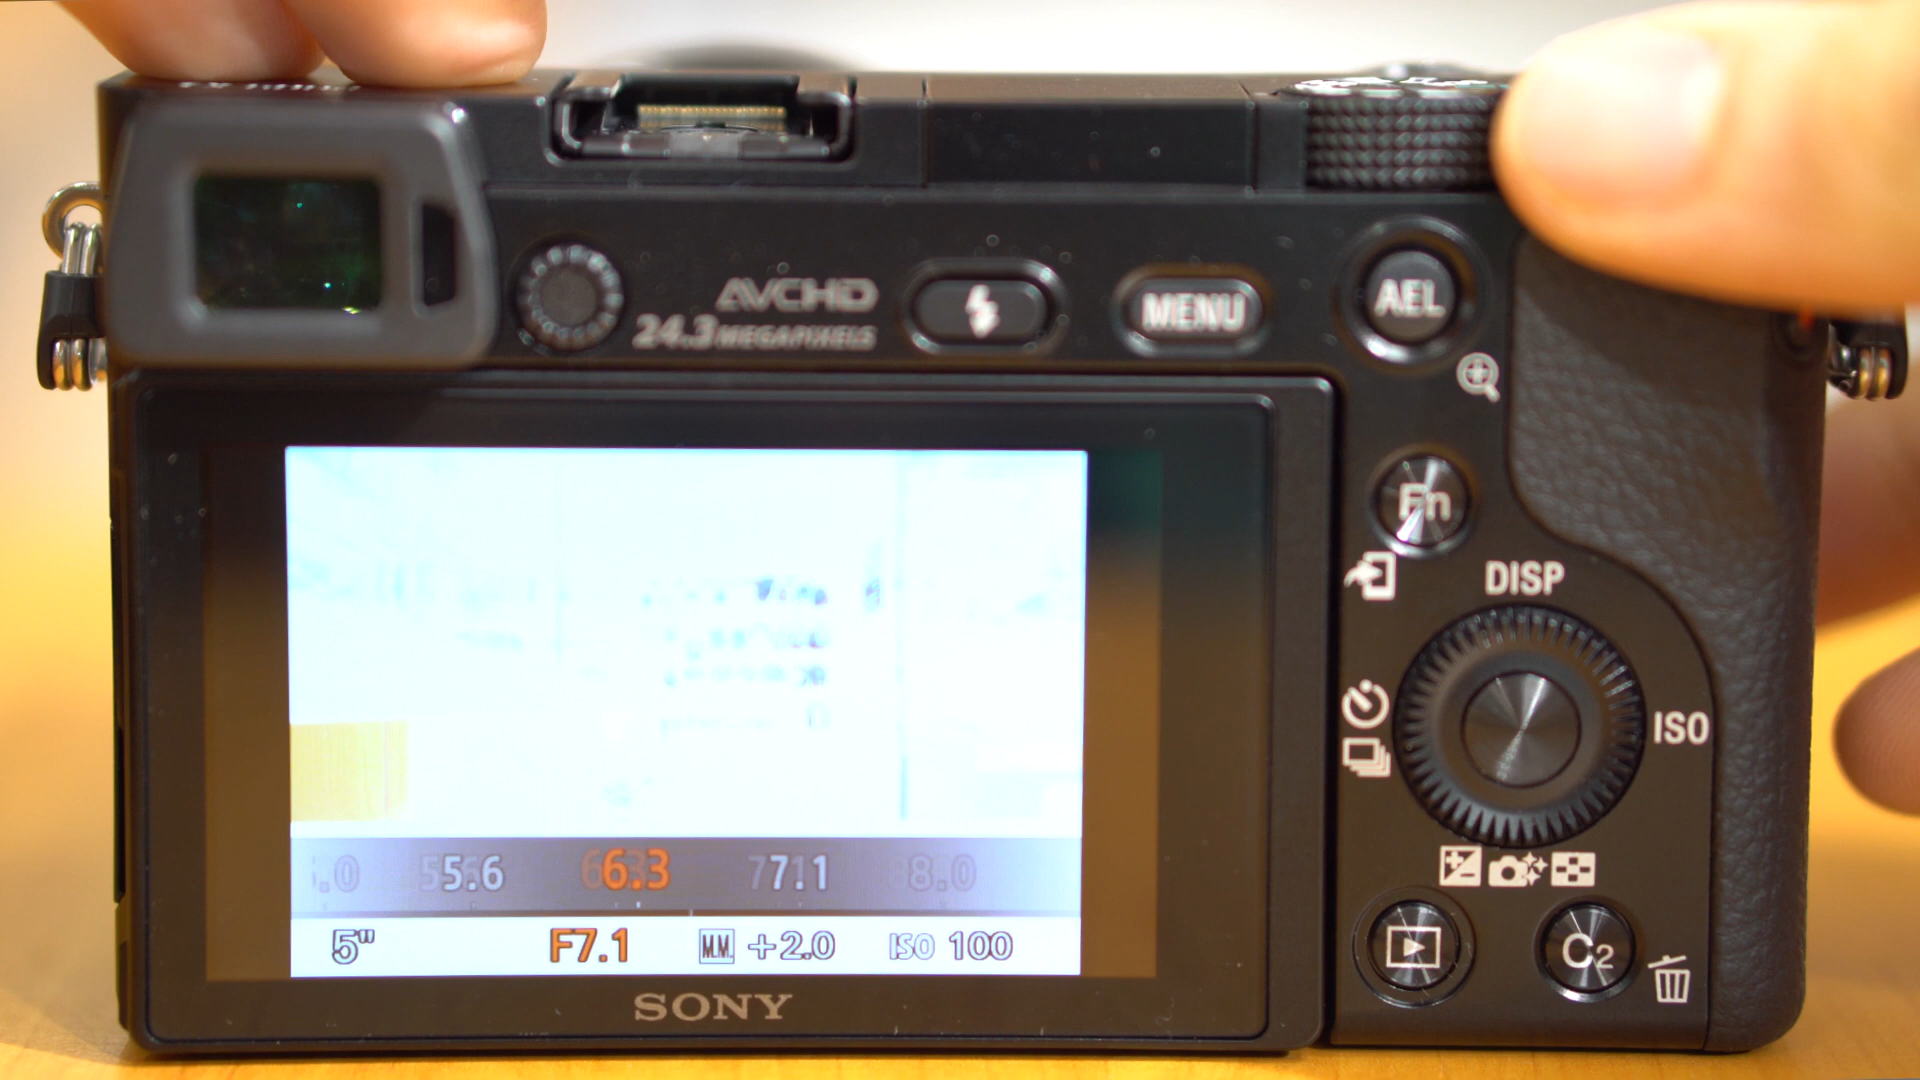 AVCHD
24.3 MEGAPIXELS
MENU
AEL
Fn
DISP
ISO
5.6 6.3 7.1 8.0
5" F7.1 M.M. +2.0 ISO 100
SONY
C2